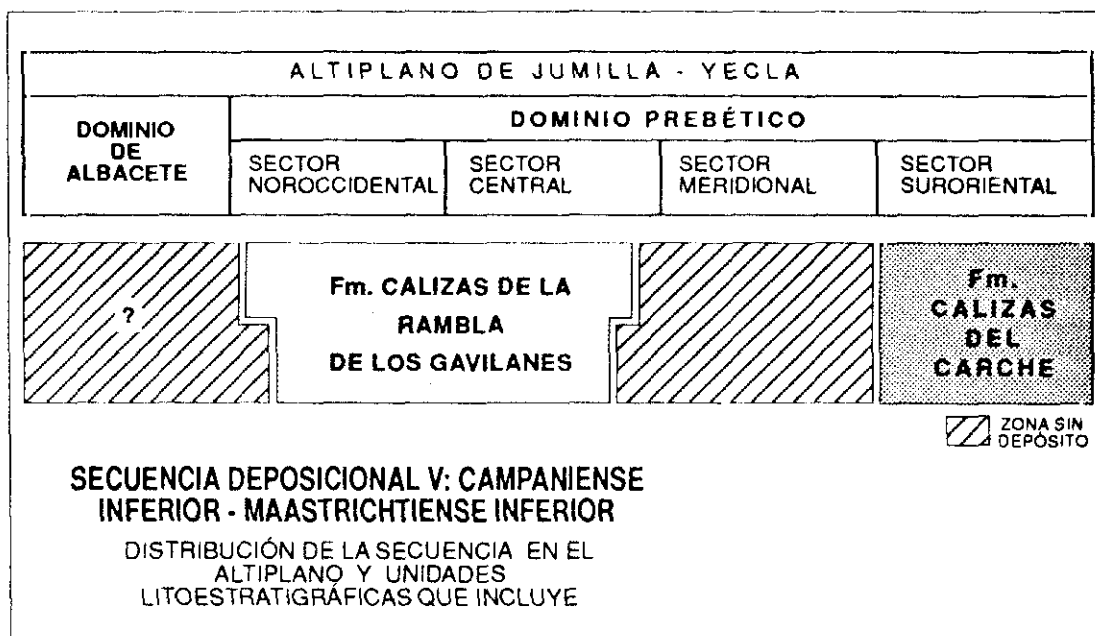 ALTIPLANO DE JUMILLA - YECLA
DOMINIO
DE
ALBACETE
DOMINIO PREBÉTICO
SECTOR
NOROCCIDENTAL
SECTOR
CENTRAL
SECTOR
MERIDIONAL
SECTOR
SURORIENTAL
?
Fm. CALIZAS DE LA
RAMBLA
DE LOS GAVILANES
Fm.
CALIZAS
DEL
CARCHE
ZONA SIN
DEPÓSITO
SECUENCIA DEPOSICIONAL V: CAMPANIENSE
INFERIOR - MAASTRICHTIENSE INFERIOR
DISTRIBUCIÓN DE LA SECUENCIA EN EL
ALTIPLANO Y UNIDADES
LITOESTRATIGRÁFICAS QUE INCLUYE